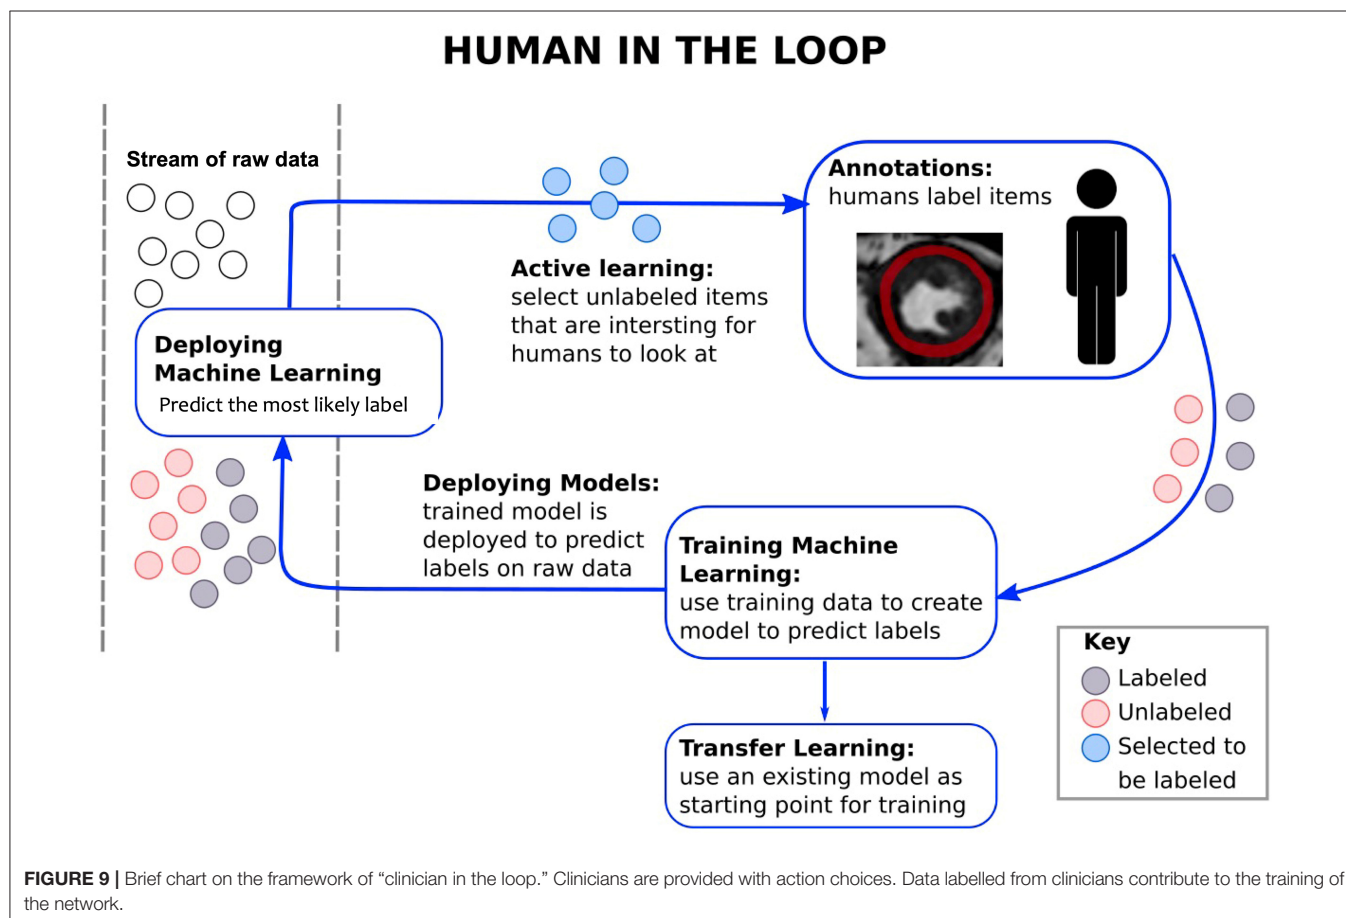 HUMAN IN THE LOOP
Stream of raw data
Deploying
Machine Learning
Predict the most likely label
Active learning:
select unlabeled items
that are intersting for
humans to look at
Annotations:
humans label items
Deploying Models:
trained model is
deployed to predict
labels on raw data
Training Machine
Learning:
use training data to create
model to predict labels
Transfer Learning:
use an existing model as
starting point for training
Key
Labeled
Unlabeled
Selected to
be labeled
FIGURE 9 | Brief chart on the framework of “clinician in the loop.” Clinicians are provided with action choices. Data labelled from clinicians contribute to the training of
the network.